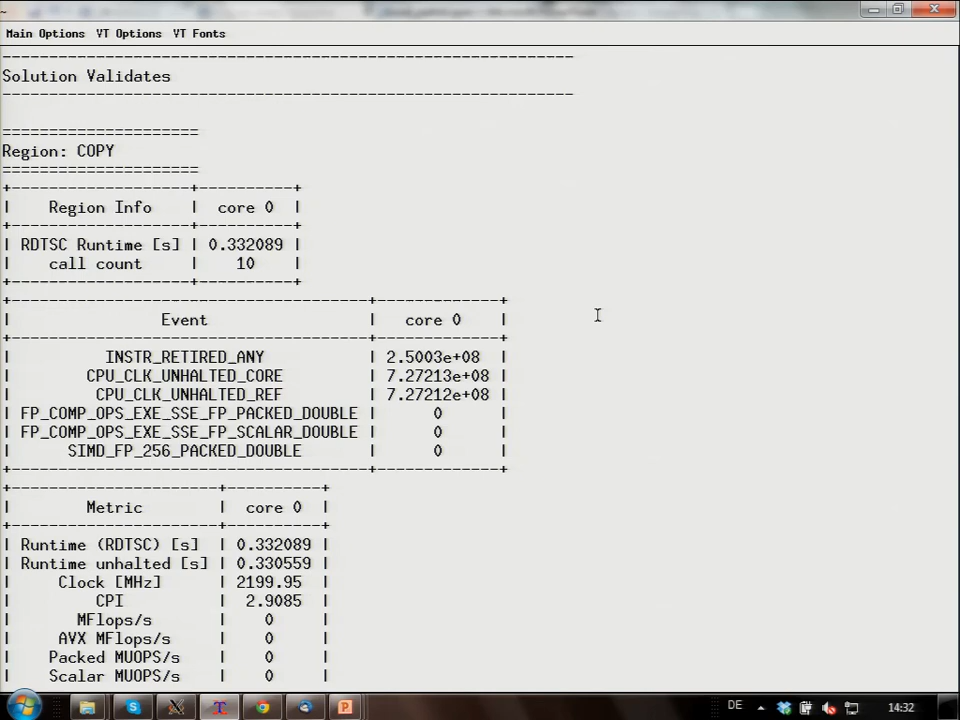 ~
Main Options VT Options VT Fonts
--------------------------------------------------------------
Solution Validates
--------------------------------------------------------------
=====================
Region: COPY
=====================
+-------------------+----------+
| Region Info | core 0 |
+-------------------+----------+
| RDTSC Runtime [s] | 0.332089 |
| call count | 10 |
+-------------------+----------+
+--------------------------------------+-------------+
| Event | core 0 |
+--------------------------------------+-------------+
| INSTR_RETIRED_ANY | 2.5003e+08 |
| CPU_CLK_UNHALTED_CORE | 7.27213e+08 |
| CPU_CLK_UNHALTED_REF | 7.27212e+08 |
| FP_COMP_OPS_EXE_SSE_FP_PACKED_DOUBLE | 0 |
| FP_COMP_OPS_EXE_SSE_FP_SCALAR_DOUBLE | 0 |
| SIMD_FP_256_PACKED_DOUBLE | 0 |
+--------------------------------------+-------------+
+----------------------+----------+
| Metric | core 0 |
+----------------------+----------+
| Runtime (RDTSC) [s] | 0.332089 |
| Runtime unhalted [s] | 0.330559 |
| Clock [MHz] | 2199.95 |
| CPI | 2.9085 |
| MFlops/s | 0 |
| AVX MFlops/s | 0 |
| Packed MUOPS/s | 0 |
| Scalar MUOPS/s | 0 |
DE 14:32